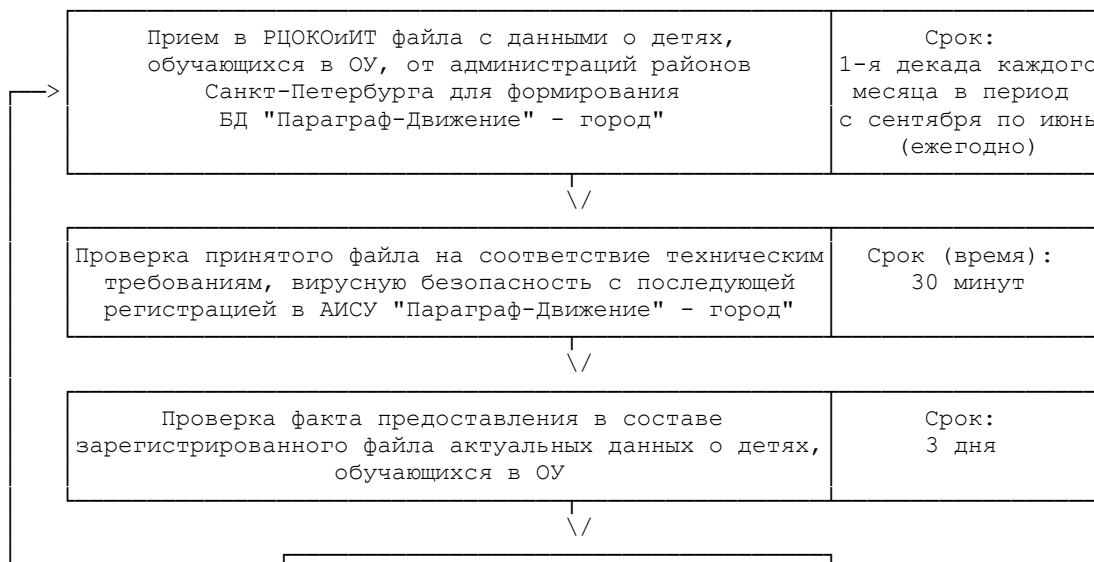 Прием в РЦОКОиИТ файла с данными о детях,
обучающихся в ОУ, от администраций районов
Санкт-Петербурга для формирования
БД "Параграф-Движение" - город"
Срок:
1-я декада каждого
месяца в период
с сентября по июнь
(ежегодно)
Проверка принятого файла на соответствие техническим
требованиям, вирусную безопасность с последующей
регистрацией в АИСУ "Параграф-Движение" - город"
Срок (время):
30 минут
Проверка факта предоставления в составе
зарегистрированного файла актуальных данных о детях,
обучающихся в ОУ
Срок:
3 дня